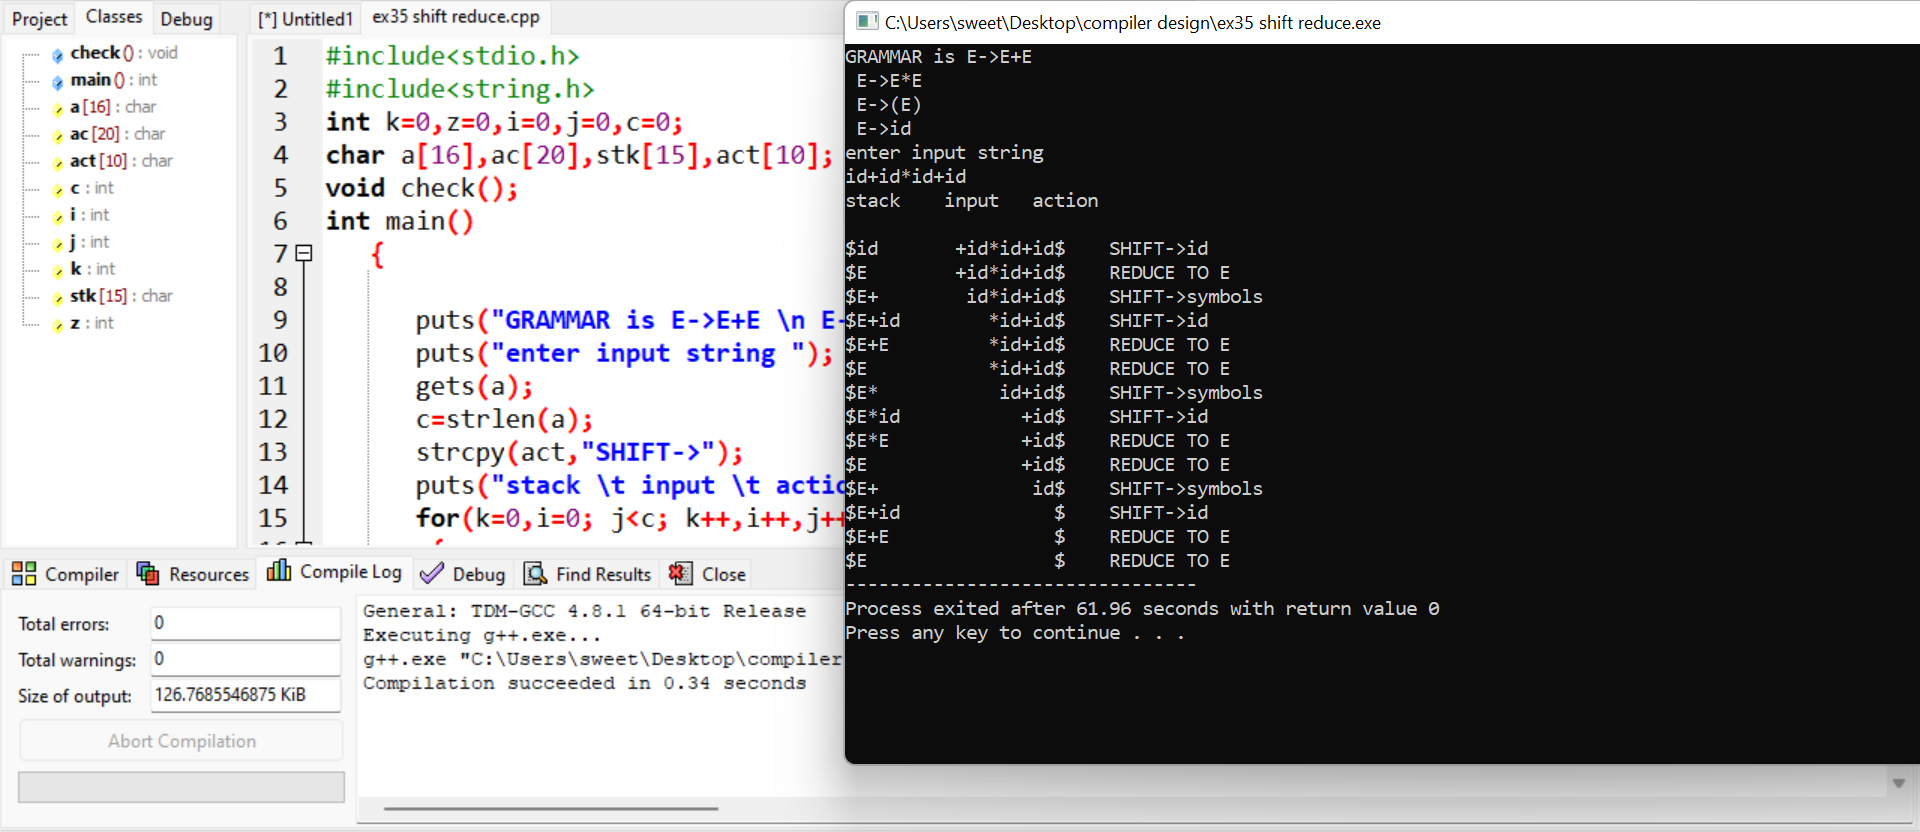 Project Classes Debug
check () : void
main () : int
a [16] : char
ac [20] : char
act [10] : char
c : int
i : int
j : int
k : int
stk [15] : char
z : int
[*] Untitled1 ex35 shift reduce.cpp
1 #include<stdio.h>
2 #include<string.h>
3 int k=0,z=0,i=0,j=0,c=0;
4 char a[16],ac[20],stk[15],act[10];
5 void check();
6 int main()
7 {
8
9 puts("GRAMMAR is E->E+E \n E-
10 puts("enter input string ");
11 gets(a);
12 c=strlen(a);
13 strcpy(act,"SHIFT->");
14 puts("stack \t input \t actio
15 for(k=0,i=0; j<c; k++,i++,j++
{
C:\Users\sweet\Desktop\compiler design\ex35 shift reduce.exe
GRAMMAR is E->E+E
E->E*E
E->(E)
E->id
enter input string
id+id*id+id
stack input action
$id +id*id+id$ SHIFT->id
$E +id*id+id$ REDUCE TO E
$E+ id*id+id$ SHIFT->symbols
$E+id *id+id$ SHIFT->id
$E+E *id+id$ REDUCE TO E
$E *id+id$ REDUCE TO E
$E* id+id$ SHIFT->symbols
$E*id +id$ SHIFT->id
$E*E +id$ REDUCE TO E
$E +id$ REDUCE TO E
$E+ id$ SHIFT->symbols
$E+id $ SHIFT->id
$E+E $ REDUCE TO E
$E $ REDUCE TO E
--------------------------------
Process exited after 61.96 seconds with return value 0
Press any key to continue . . .
Compiler Resources Compile Log Debug Find Results Close
Total errors: 0
Total warnings: 0
Size of output: 126.7685546875 KiB
Abort Compilation
General: TDM-GCC 4.8.1 64-bit Release
Executing g++.exe...
g++.exe "C:\Users\sweet\Desktop\compiler
Compilation succeeded in 0.34 seconds